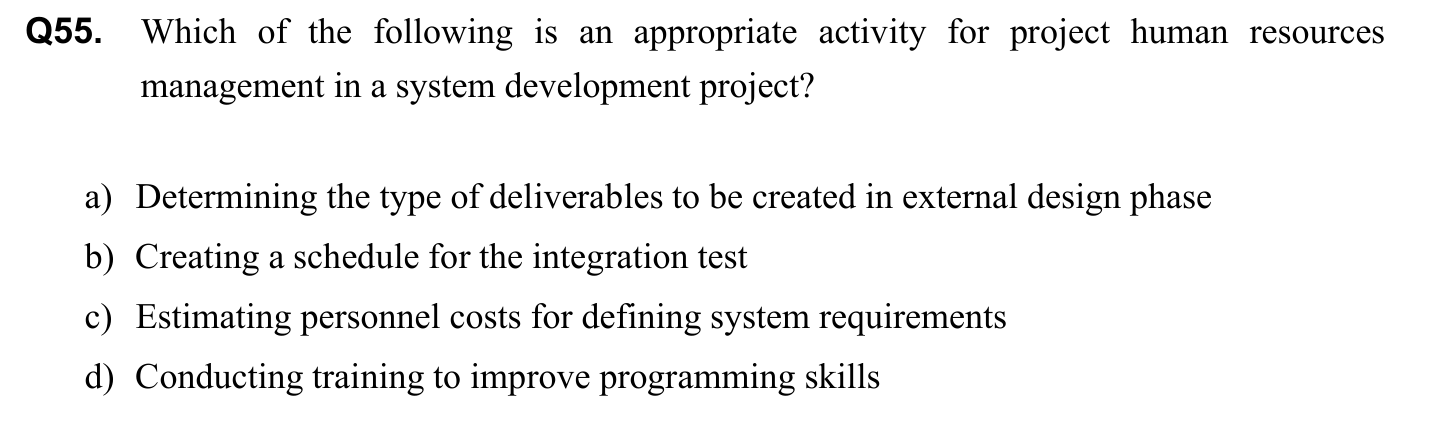 Q55. Which of the following is an appropriate activity for project human resources
management in a system development project?
a) Determining the type of deliverables to be created in external design phase
b) Creating a schedule for the integration test
c) Estimating personnel costs for defining system requirements
d) Conducting training to improve programming skills